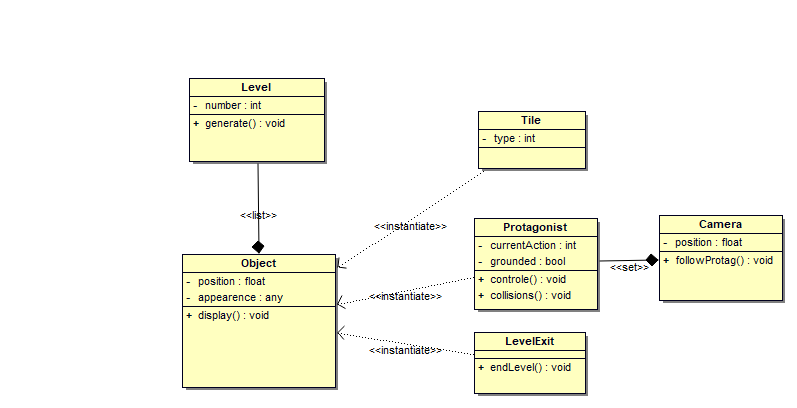 Level
- number : int
+ generate() : void
<<list>>
Object
- position : float
- appearence : any
+ display() : void
Tile
- type : int
<<instantiate>>
Protagonist
- currentAction : int
- grounded : bool
+ controle() : void
+ collisions() : void
<<instantiate>>
Camera
- position : float
+ followProtag() : void
<<set>>
LevelExit
+ endLevel() : void
<<instantiate>>